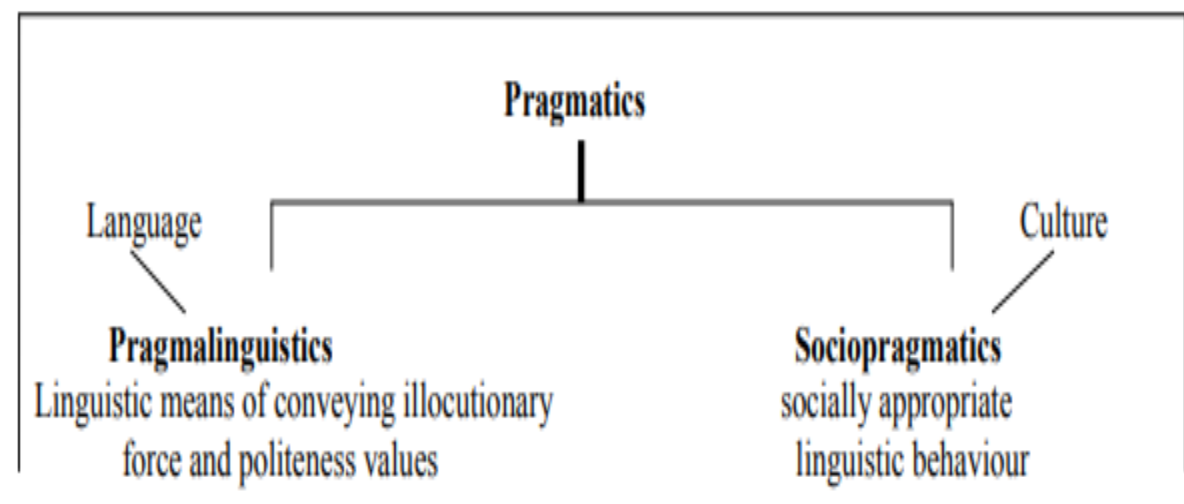 Pragmatics
Language
Culture
Pragmalinguistics
Linguistic means of conveying illocutionary
force and politeness values
Sociopragmatics
socially appropriate
linguistic behaviour